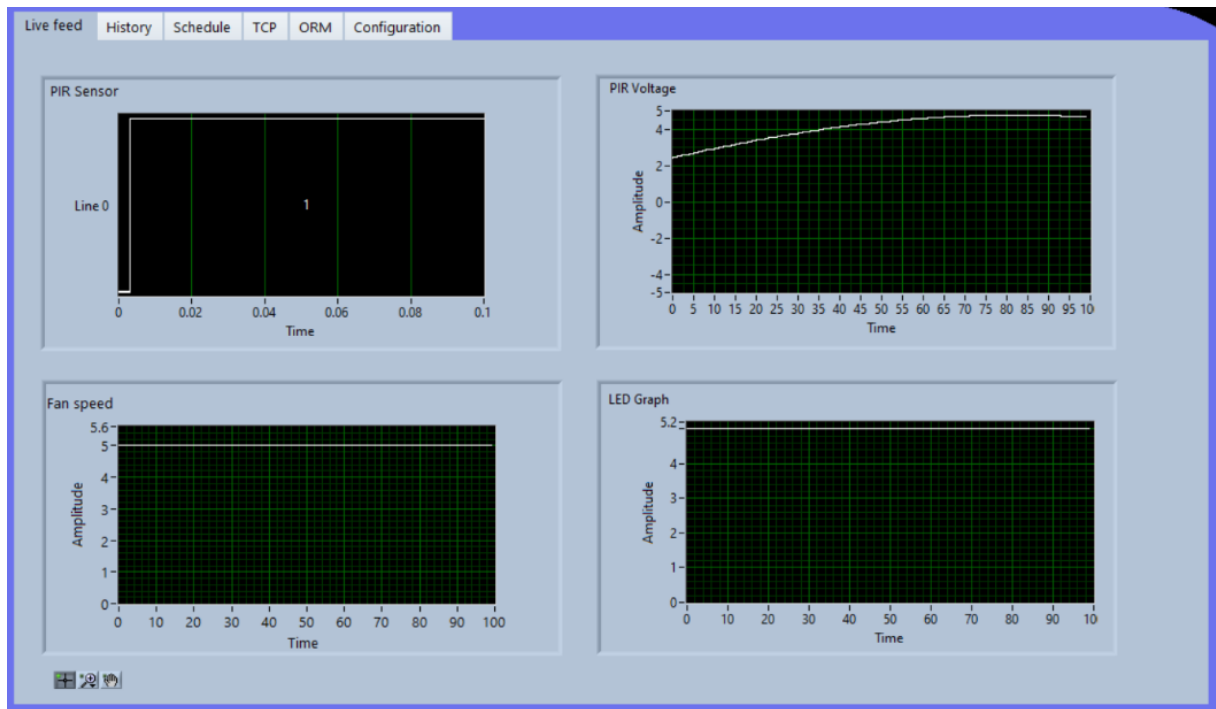 Live feed History Schedule TCP ORM Configuration
PIR Sensor
Line 0
1
0 0.02 0.04 0.06 0.08 0.1
Time
PIR Voltage
Amplitude
5
4
2
0
-2
-4
-5
0 5 10 15 20 25 30 35 40 45 50 55 60 65 70 75 80 85 90 95 10
Time
Fan speed
Amplitude
5.6
5
4
3
2
1
0
0 10 20 30 40 50 60 70 80 90 100
Time
LED Graph
Amplitude
5.2
4
3
2
1
0
0 10 20 30 40 50 60 70 80 90 10
Time